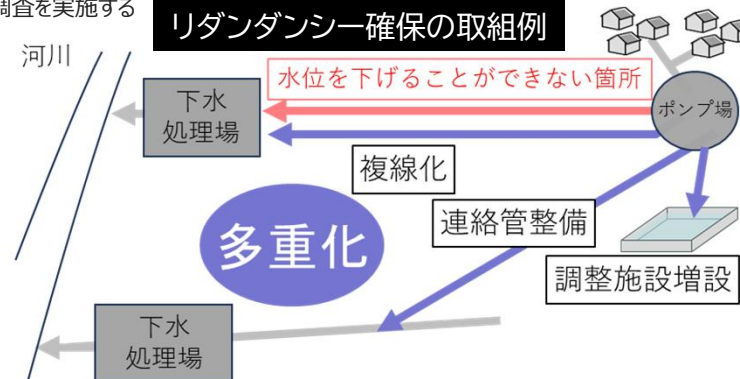 調査を実施する
リダンダンシー確保の取組例
河川
水位を下げることができない箇所
下水
処理場
ポンプ場
複線化
連絡管整備
多重化
調整施設増設
下水
処理場